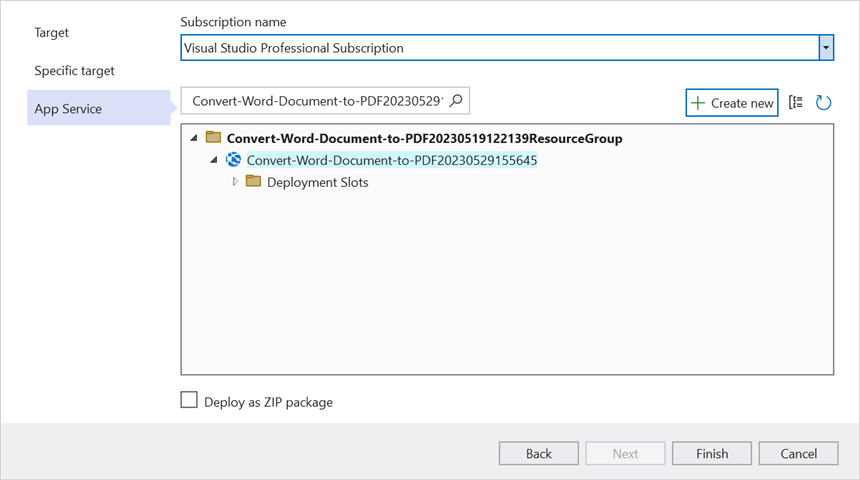 Target
Specific target
App Service
Subscription name
Visual Studio Professional Subscription
Convert-Word-Document-to-PDF20230529
Create new
Convert-Word-Document-to-PDF20230519122139ResourceGroup
Convert-Word-Document-to-PDF20230529155645
Deployment Slots
Deploy as ZIP package
Back
Next
Finish
Cancel